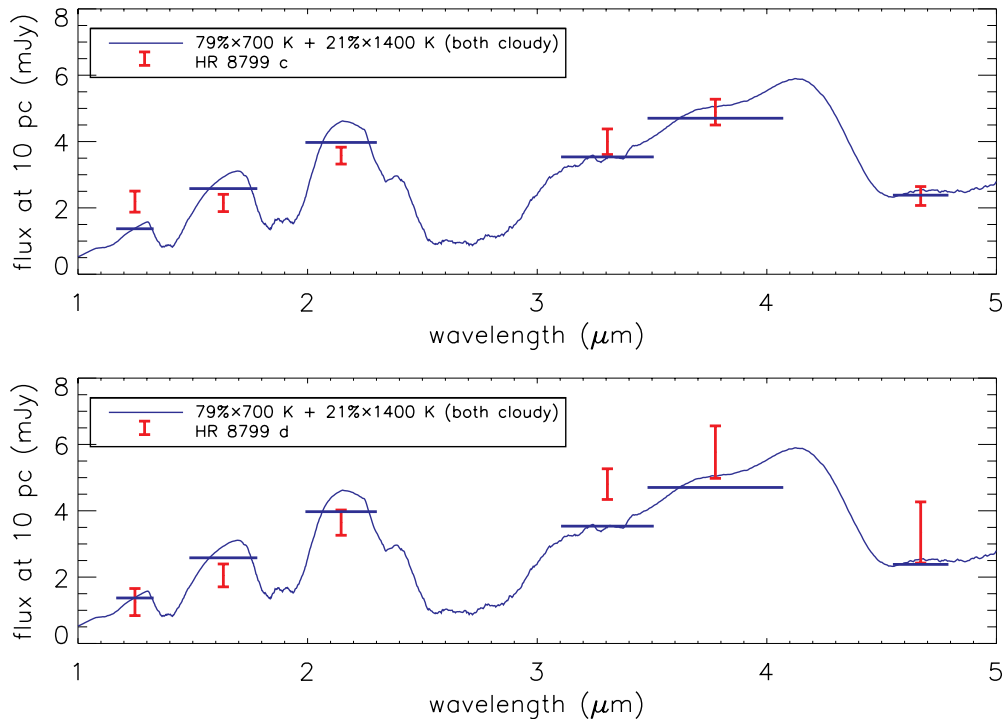 8
6
4
2
0
flux at 10 pc (mJy)
79%×700 K + 21%×1400 K (both cloudy)
HR 8799 c
1 2 3 4 5
wavelength (μm)
8
6
4
2
0
flux at 10 pc (mJy)
79%×700 K + 21%×1400 K (both cloudy)
HR 8799 d
1 2 3 4 5
wavelength (μm)